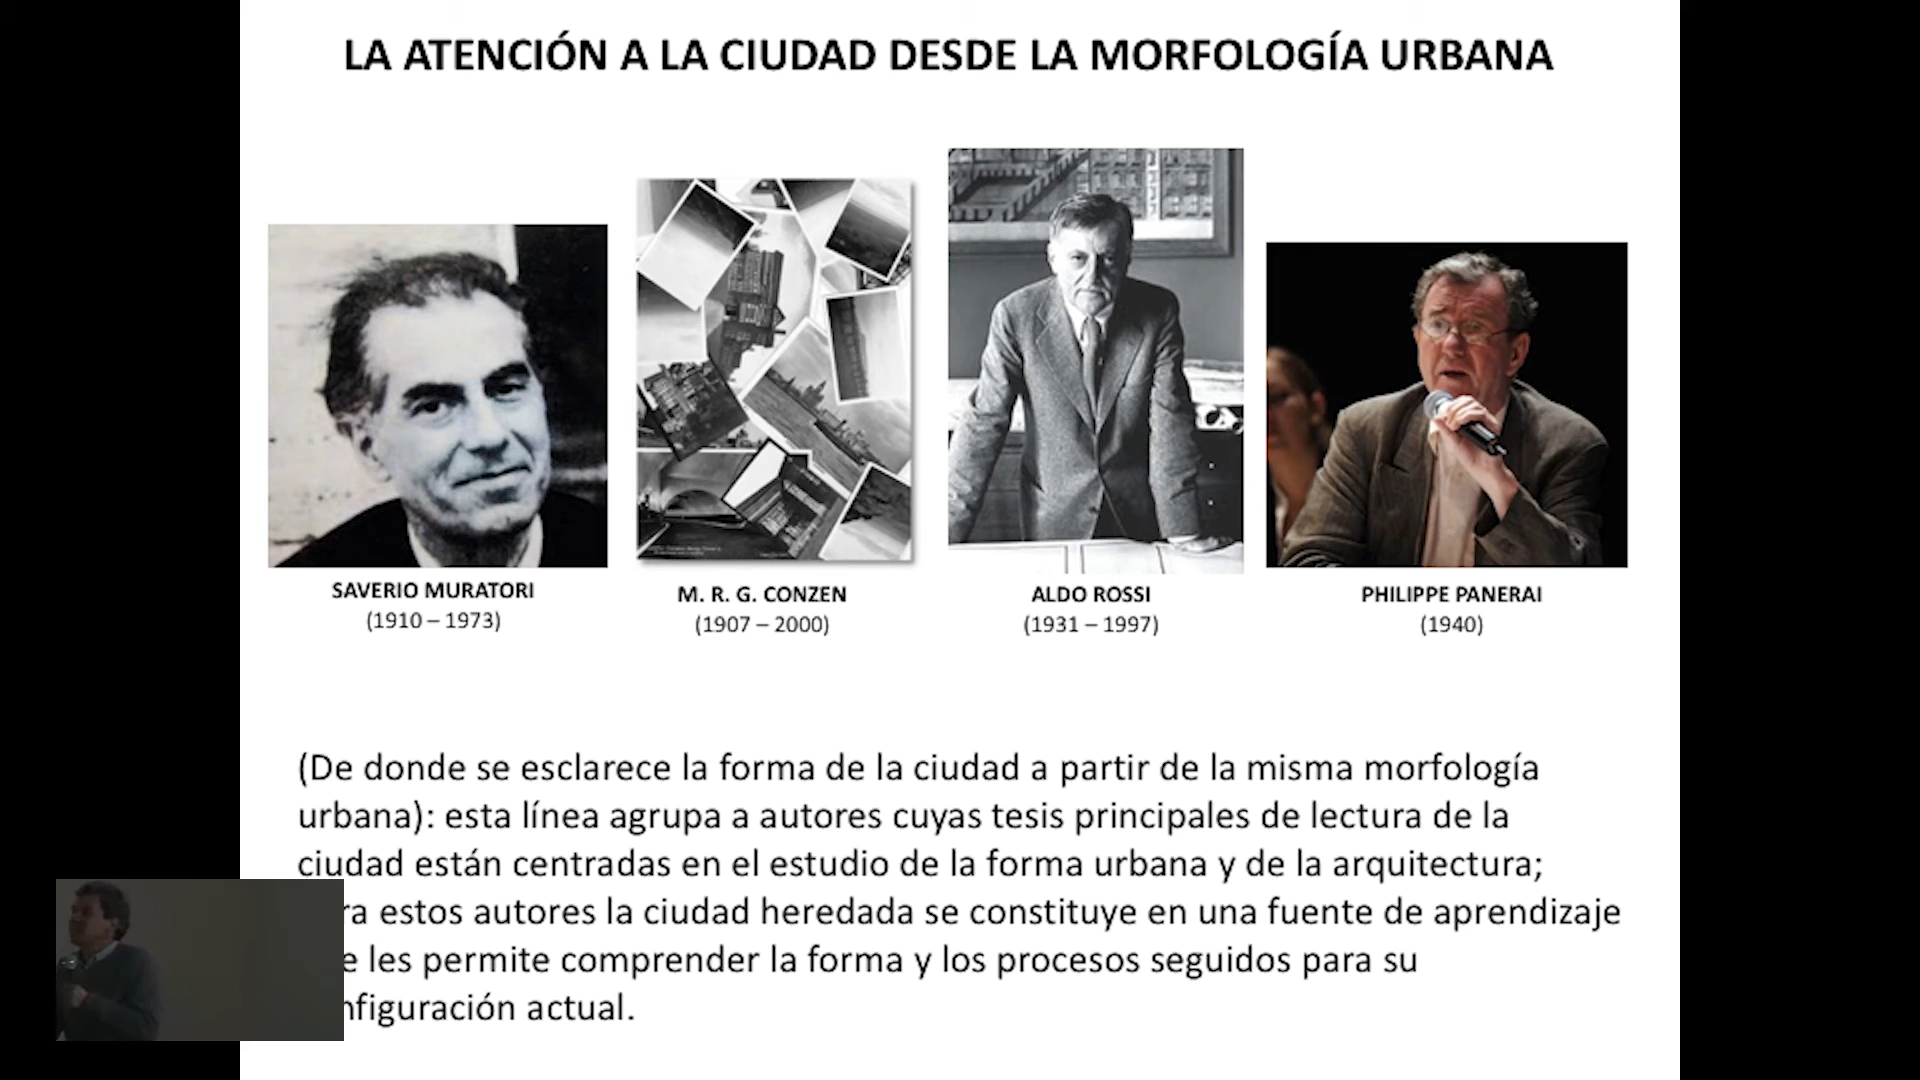 LA ATENCIÓN A LA CIUDAD DESDE LA MORFOLOGÍA URBANA
SAVERIO MURATORI
(1910 – 1973)
M. R. G. CONZEN
(1907 – 2000)
ALDO ROSSI
(1931 – 1997)
PHILIPPE PANERAI
(1940)
(De donde se esclarece la forma de la ciudad a partir de la misma morfología
urbana): esta línea agrupa a autores cuyas tesis principales de lectura de la
ciudad están centradas en el estudio de la forma urbana y de la arquitectura;
ra estos autores la ciudad heredada se constituye en una fuente de aprendizaje
e les permite comprender la forma y los procesos seguidos para su
nfiguración actual.